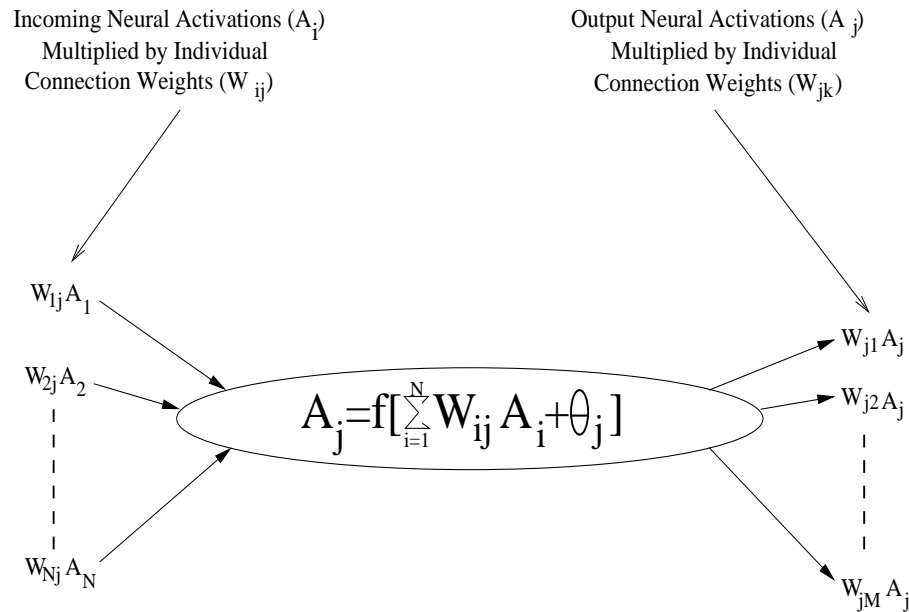 Incoming Neural Activations (A_i)
Multiplied by Individual
Connection Weights (W_ij)
Output Neural Activations (A_j)
Multiplied by Individual
Connection Weights (W_jk)
W_1j A_1
W_2j A_2
W_Nj A_N
A_j=f[∑_{i=1}^{N} W_ij A_i+θ_j]
W_j1 A_j
W_j2 A_j
W_jM A_j